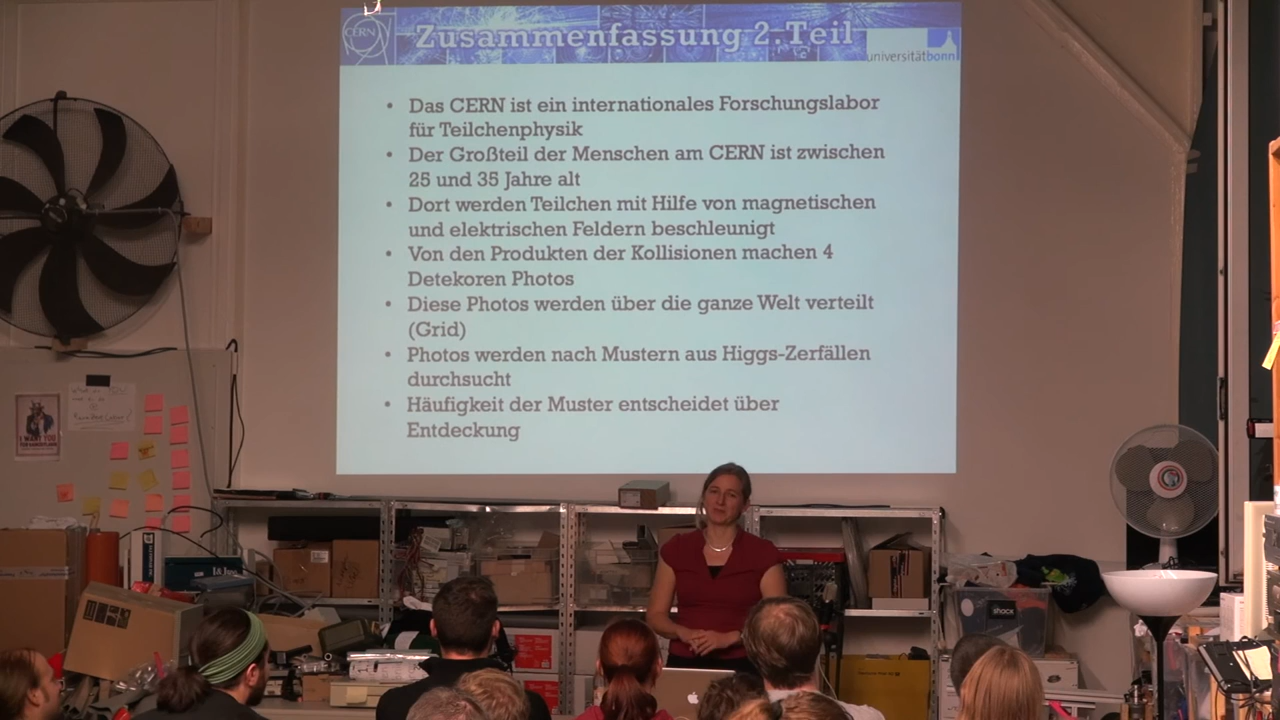 CERN
Zusammenfassung 2.Teil
universitätbonn
• Das CERN ist ein internationales Forschungslabor
für Teilchenphysik
• Der Großteil der Menschen am CERN ist zwischen
25 und 35 Jahre alt
• Dort werden Teilchen mit Hilfe von magnetischen
und elektrischen Feldern beschleunigt
• Von den Produkten der Kollisionen machen 4
Detekoren Photos
• Diese Photos werden über die ganze Welt verteilt
(Grid)
• Photos werden nach Mustern aus Higgs-Zerfällen
durchsucht
• Häufigkeit der Muster entscheidet über
Entdeckung
I WANT YOU
shack